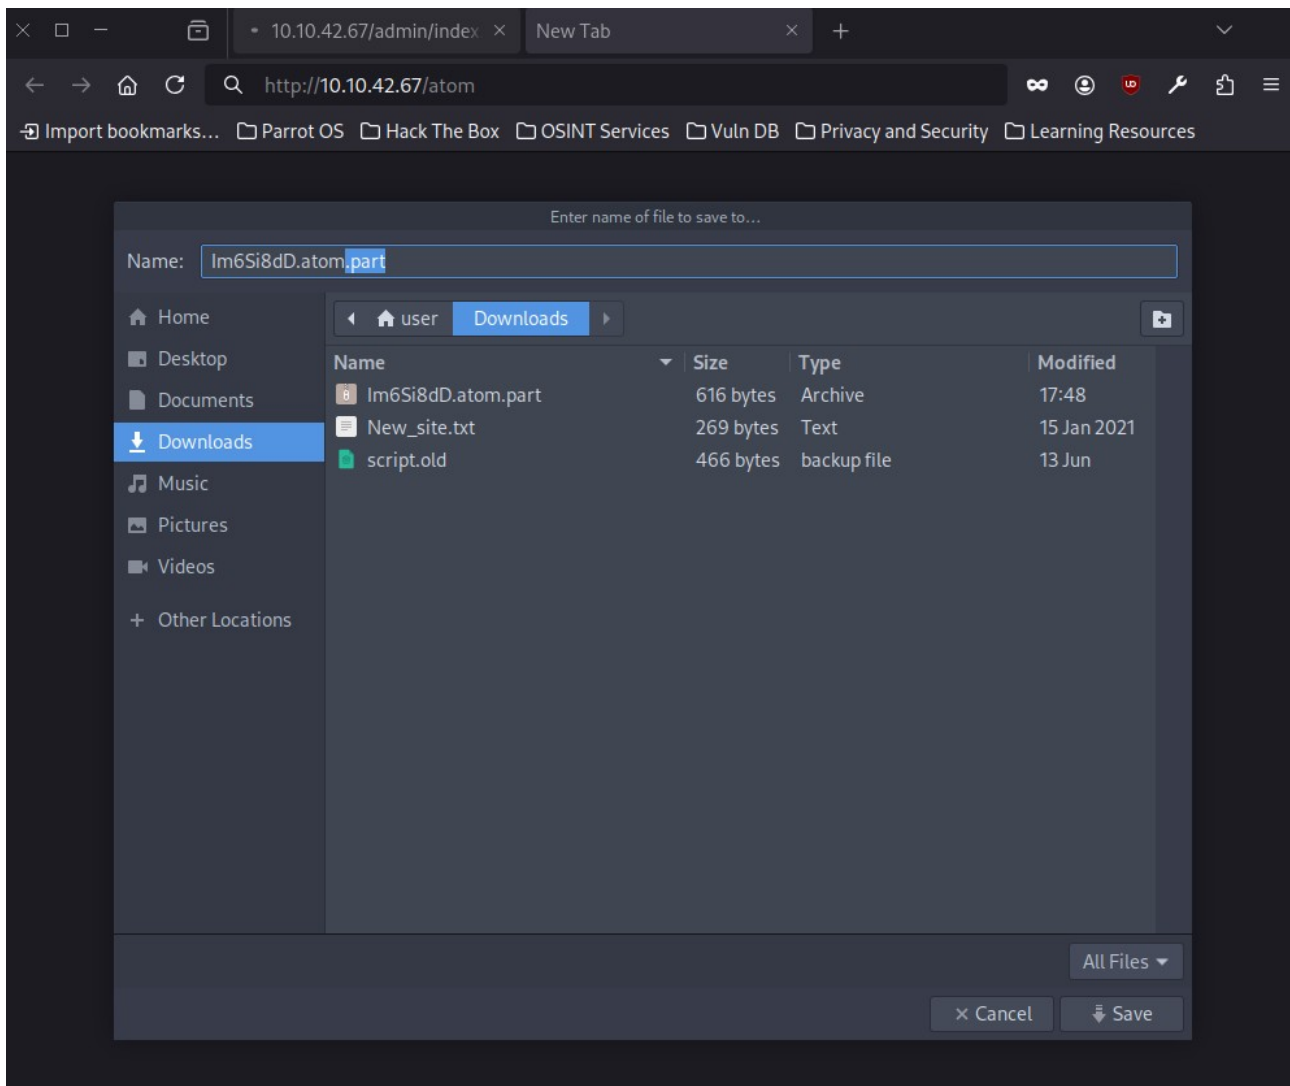 10.10.42.67/admin/index
New Tab
http://10.10.42.67/atom
Import bookmarks... Parrot OS Hack The Box OSINT Services Vuln DB Privacy and Security Learning Resources
Enter name of file to save to...
Name: Im6Si8dD.atom.part
Home
Desktop
Documents
Downloads
Music
Pictures
Videos
Other Locations
user Downloads
Name Size Type Modified
Im6Si8dD.atom.part 616 bytes Archive 17:48
New_site.txt 269 bytes Text 15 Jan 2021
script.old 466 bytes backup file 13 Jun
All Files
Cancel Save